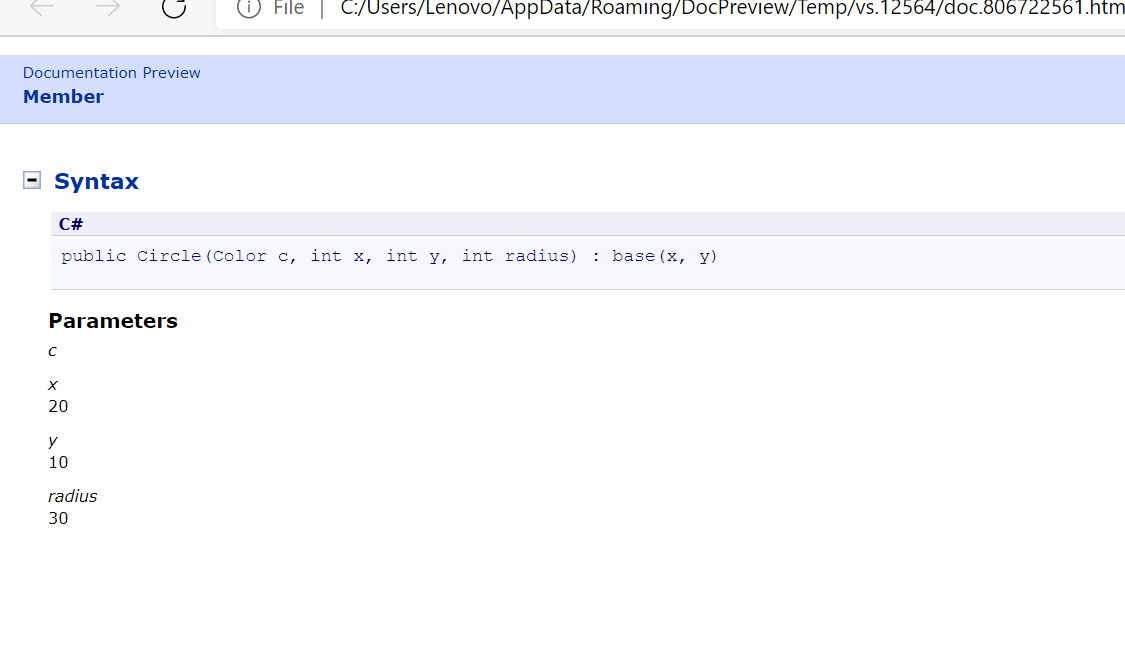 File | C:/Users/Lenovo/AppData/Roaming/DocPreview/Temp/vs.12564/doc.806722561.htm
Documentation Preview
Member
Syntax
C#
public Circle(Color c, int x, int y, int radius) : base(x, y)
Parameters
c
x
20
y
10
radius
30